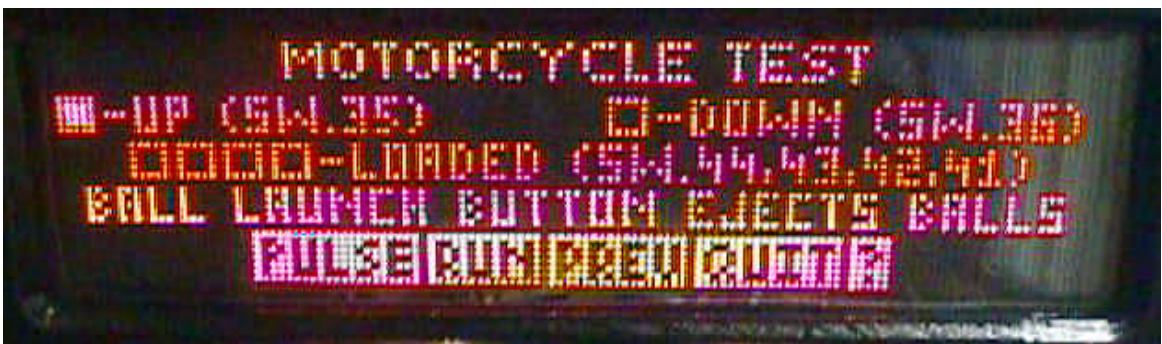 MOTORCYCLE TEST
-UP (SW.35) -DOWN (SW.36)
-LOADED (SW.44,43,42,41)
BALL LAUNCH BUTTON EJECTS BALLS
PULSE RUN PREV QUIT ?